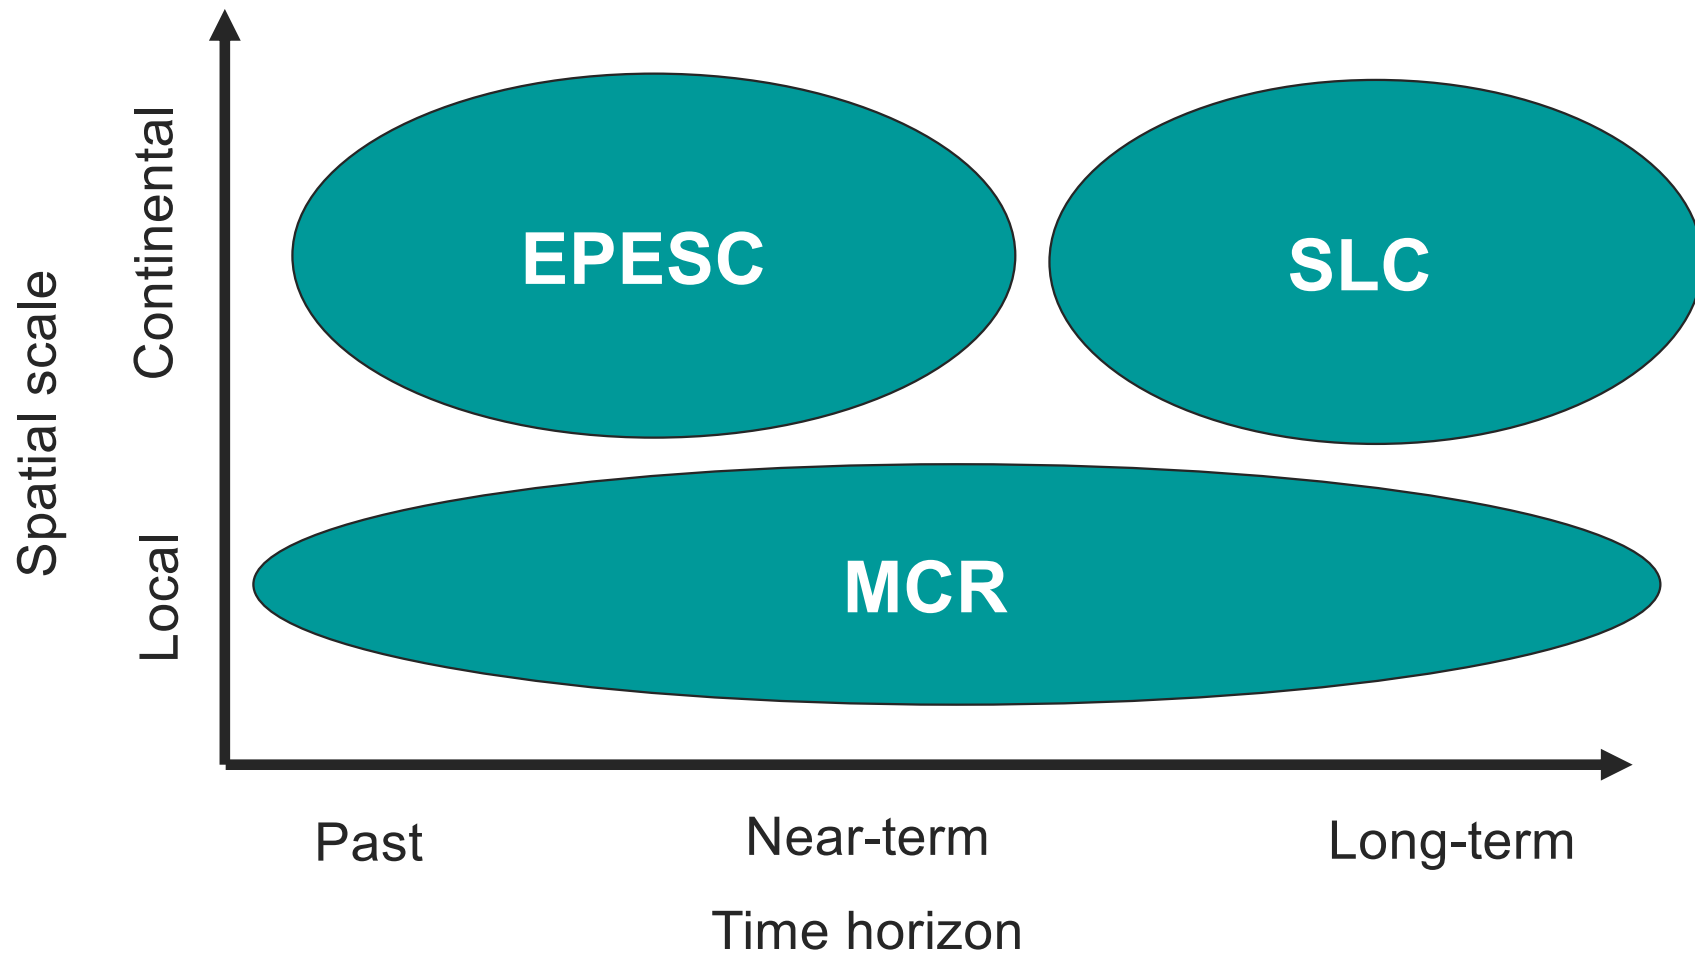 Spatial scale
Continental
Local
EPESC
SLC
MCR
Past
Near-term
Long-term
Time horizon